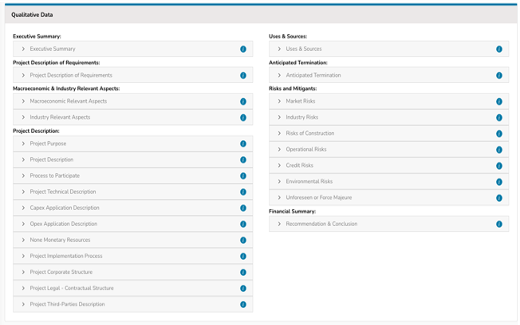 Qualitative Data
Executive Summary:
Executive Summary
Project Description of Requirements:
Project Description of Requirements
Macroeconomic & Industry Relevant Aspects:
Macroeconomic Relevant Aspects
Industry Relevant Aspects
Project Description:
Project Purpose
Project Description
Process to Participate
Project Technical Description
Capex Application Description
Opex Application Description
None Monetary Resources
Project Implementation Process
Project Corporate Structure
Project Legal - Contractual Structure
Project Third-Parties Description
Uses & Sources:
Uses & Sources
Anticipated Termination:
Anticipated Termination
Risks and Mitigants:
Market Risks
Industry Risks
Risks of Construction
Operational Risks
Credit Risks
Environmental Risks
Unforeseen or Force Majeure
Financial Summary:
Recommendation & Conclusion